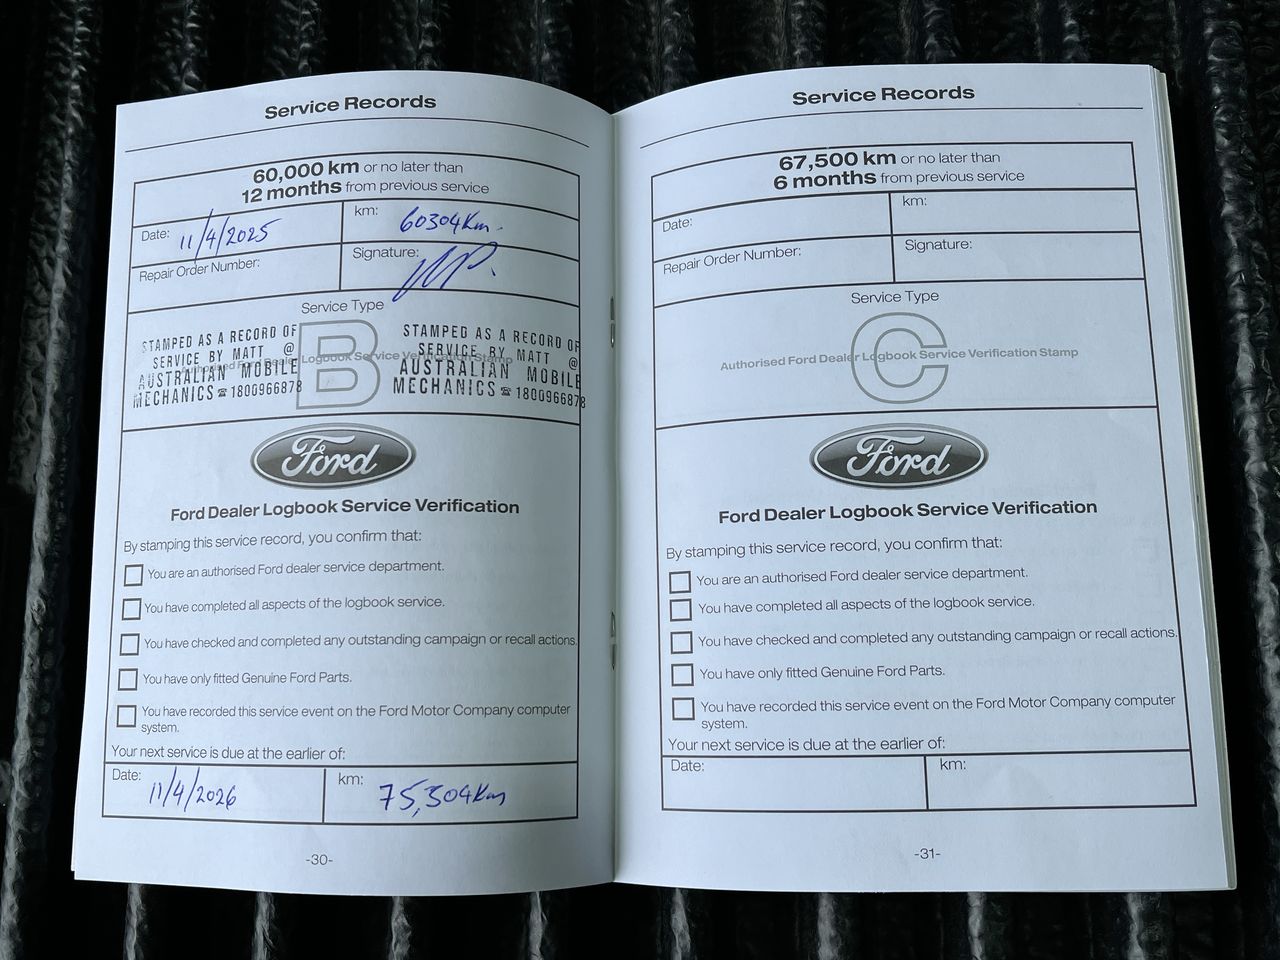 Service Records
60,000 km or no later than
12 months from previous service
Date: 11/4/2025
km: 60304Km.
Repair Order Number:
Signature:
Service Type
B
Authorised Ford Dealer Logbook Service Verification Stamp
STAMPED AS A RECORD OF
SERVICE BY MATT @
AUSTRALIAN MOBILE
MECHANICS ☎ 1800966878
STAMPED AS A RECORD OF
SERVICE BY MATT @
AUSTRALIAN MOBILE
MECHANICS ☎ 1800966878
Ford
Ford Dealer Logbook Service Verification
By stamping this service record, you confirm that:
You are an authorised Ford dealer service department.
You have completed all aspects of the logbook service.
You have checked and completed any outstanding campaign or recall actions.
You have only fitted Genuine Ford Parts.
You have recorded this service event on the Ford Motor Company computer
system.
Your next service is due at the earlier of:
Date: 11/4/2026
km: 75,304Km
-30-
Service Records
67,500 km or no later than
6 months from previous service
Date:
km:
Repair Order Number:
Signature:
Service Type
C
Authorised Ford Dealer Logbook Service Verification Stamp
Ford
Ford Dealer Logbook Service Verification
By stamping this service record, you confirm that:
You are an authorised Ford dealer service department.
You have completed all aspects of the logbook service.
You have checked and completed any outstanding campaign or recall actions.
You have only fitted Genuine Ford Parts.
You have recorded this service event on the Ford Motor Company computer
system.
Your next service is due at the earlier of:
Date:
km:
-31-